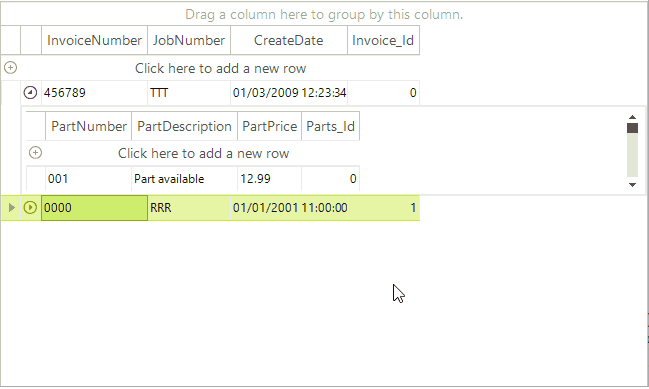 Drag a column here to group by this column.
InvoiceNumber JobNumber CreateDate Invoice_Id
Click here to add a new row
456789 TTT 01/03/2009 12:23:34 0
PartNumber PartDescription PartPrice Parts_Id
Click here to add a new row
001 Part available 12.99 0
0000 RRR 01/01/2001 11:00:00 1